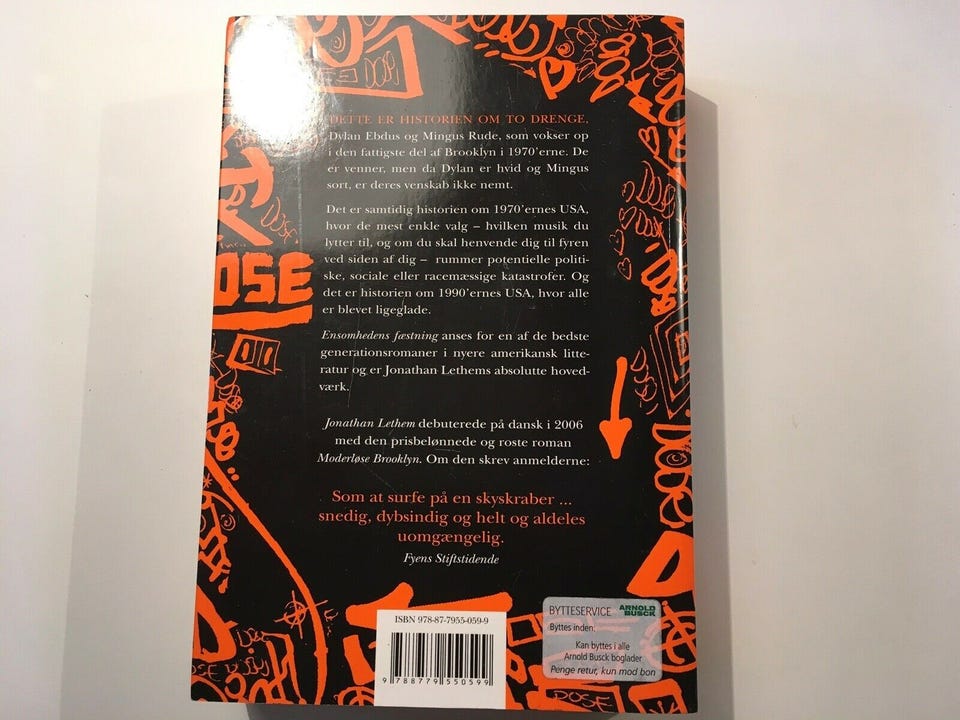 DETTE ER HISTORIEN OM TO DRENGE,
Dylan Ebdus og Mingus Rude, som vokser op
i den fattigste del af Brooklyn i 1970'erne. De
er venner, men da Dylan er hvid og Mingus
sort, er deres venskab ikke nemt.
Det er samtidig historien om 1970'ernes USA,
hvor de mest enkle valg – hvilken musik du
lytter til, og om du skal henvende dig til fyren
ved siden af dig – rummer potentielle politi-
ske, sociale eller racemæssige katastrofer. Og
det er historien om 1990'ernes USA, hvor alle
er blevet ligeglade.
Ensomhedens fæstning anses for en af de bedste
generationsromaner i nyere amerikansk litte-
ratur og er Jonathan Lethems absolutte hoved-
værk.
Jonathan Lethem debuterede på dansk i 2006
med den prisbelønnede og roste roman
Moderløse Brooklyn. Om den skrev anmelderne:
Som at surfe på en skyskraber ...
snedig, dybsindig og helt og aldeles
uomgængelig.
Fyens Stiftstidende
DOSE
OSE
ISBN 978-87-7955-059-9
9 788779 550599
BYTTESERVICE
ARNOLD
BUSCK
Byttes inden:
Kan byttes i alle
Arnold Busck boglader
Penge retur, kun mod bon
DOSE